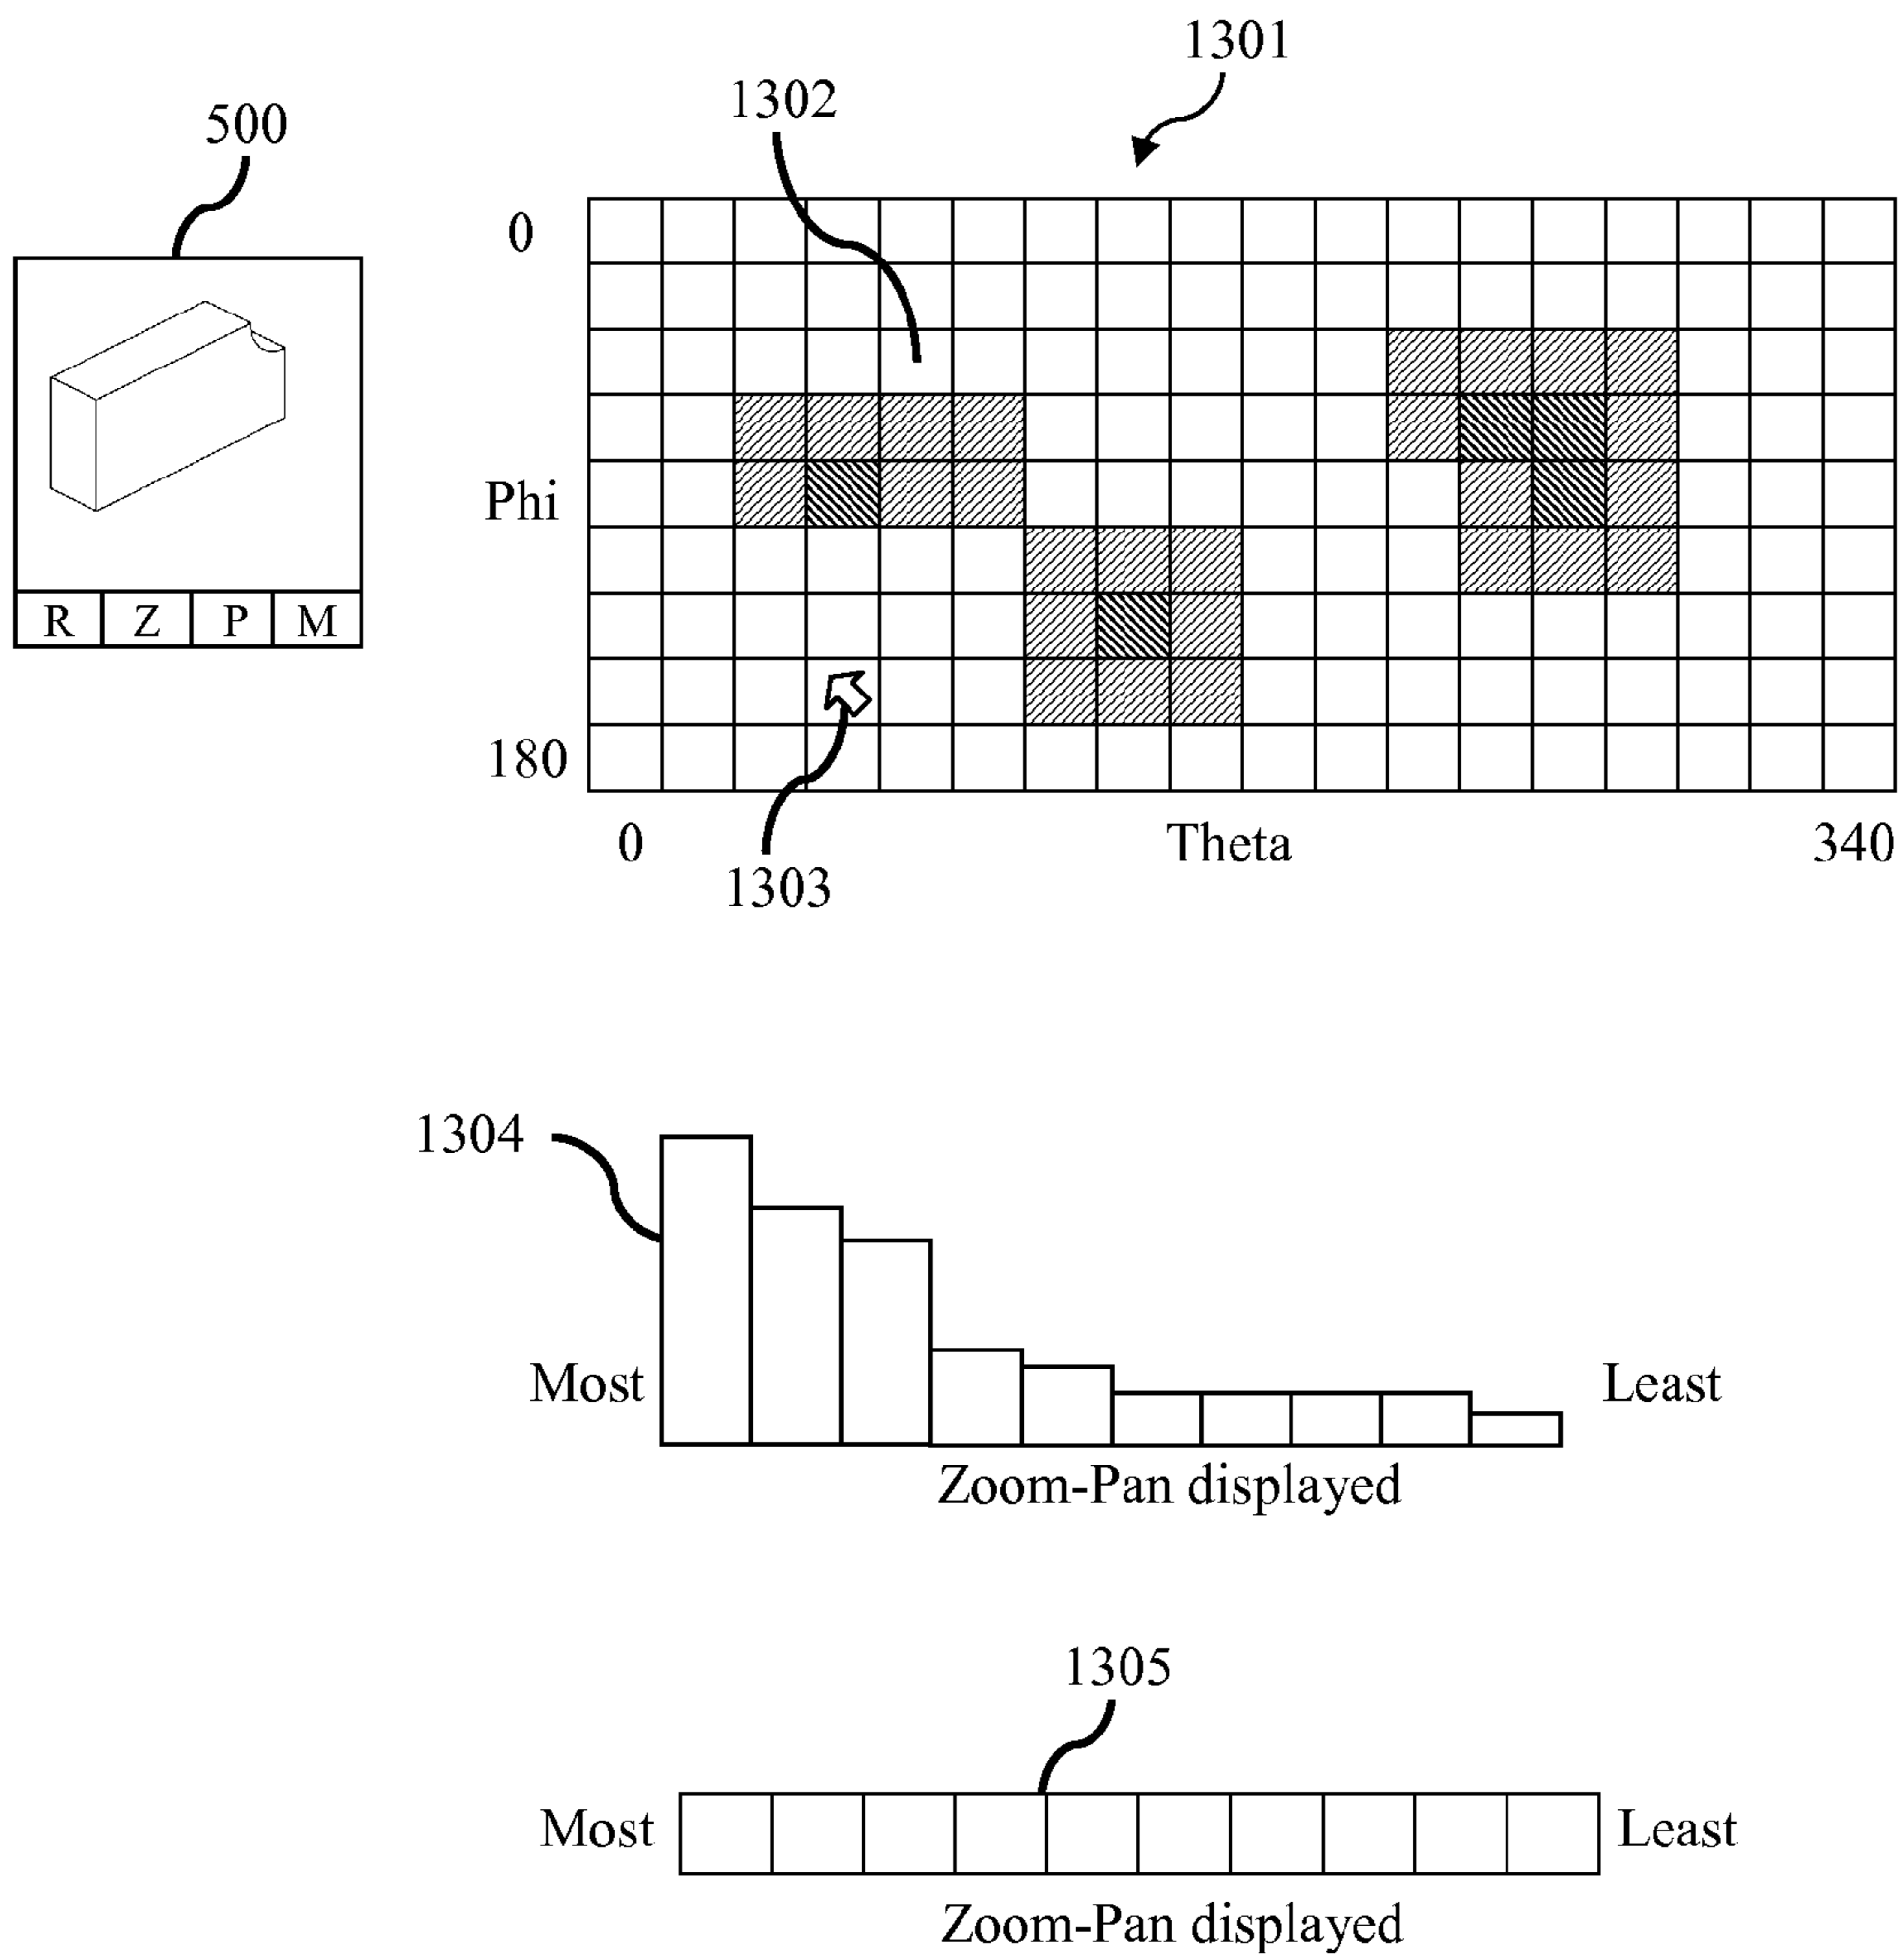 1301
1302
500
0
Phi
R Z P M
180
0 Theta 340
1303
1304
Most Least
Zoom-Pan displayed
1305
Most Least
Zoom-Pan displayed